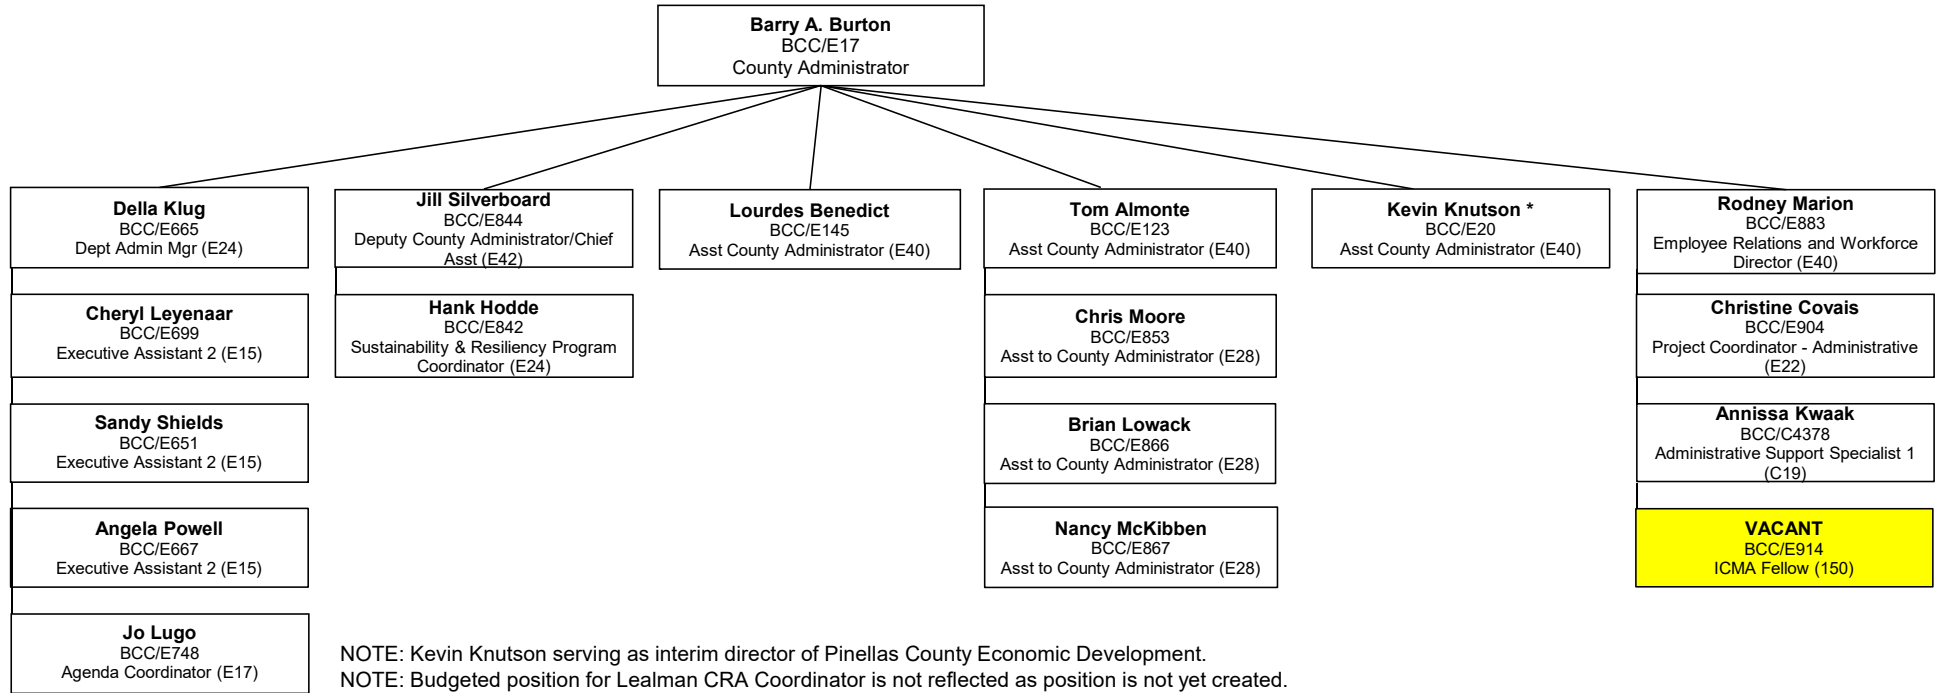 Barry A. Burton
BCC/E17
County Administrator
Della Klug
BCC/E665
Dept Admin Mgr (E24)
Cheryl Leyenaar
BCC/E699
Executive Assistant 2 (E15)
Sandy Shields
BCC/E651
Executive Assistant 2 (E15)
Angela Powell
BCC/E667
Executive Assistant 2 (E15)
Jo Lugo
BCC/E748
Agenda Coordinator (E17)
Jill Silverboard
BCC/E844
Deputy County Administrator/Chief
Asst (E42)
Hank Hodde
BCC/E842
Sustainability & Resiliency Program
Coordinator (E24)
Lourdes Benedict
BCC/E145
Asst County Administrator (E40)
Tom Almonte
BCC/E123
Asst County Administrator (E40)
Chris Moore
BCC/E853
Asst to County Administrator (E28)
Brian Lowack
BCC/E866
Asst to County Administrator (E28)
Nancy McKibben
BCC/E867
Asst to County Administrator (E28)
Kevin Knutson *
BCC/E20
Asst County Administrator (E40)
Rodney Marion
BCC/E883
Employee Relations and Workforce
Director (E40)
Christine Covais
BCC/E904
Project Coordinator - Administrative
(E22)
Annissa Kwaak
BCC/C4378
Administrative Support Specialist 1
(C19)
VACANT
BCC/E914
ICMA Fellow (150)
NOTE: Kevin Knutson serving as interim director of Pinellas County Economic Development.
NOTE: Budgeted position for Lealman CRA Coordinator is not reflected as position is not yet created.